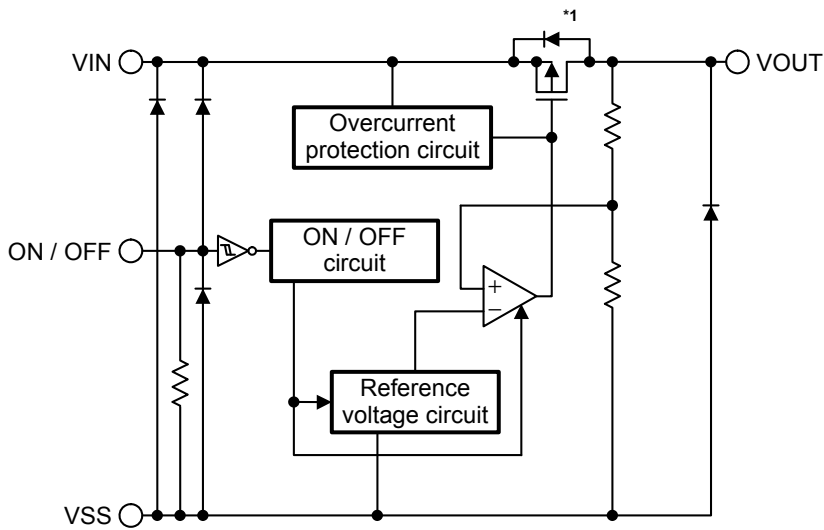 *1
VIN
VOUT
Overcurrent
protection circuit
ON / OFF
ON / OFF
circuit
+
−
Reference
voltage circuit
VSS